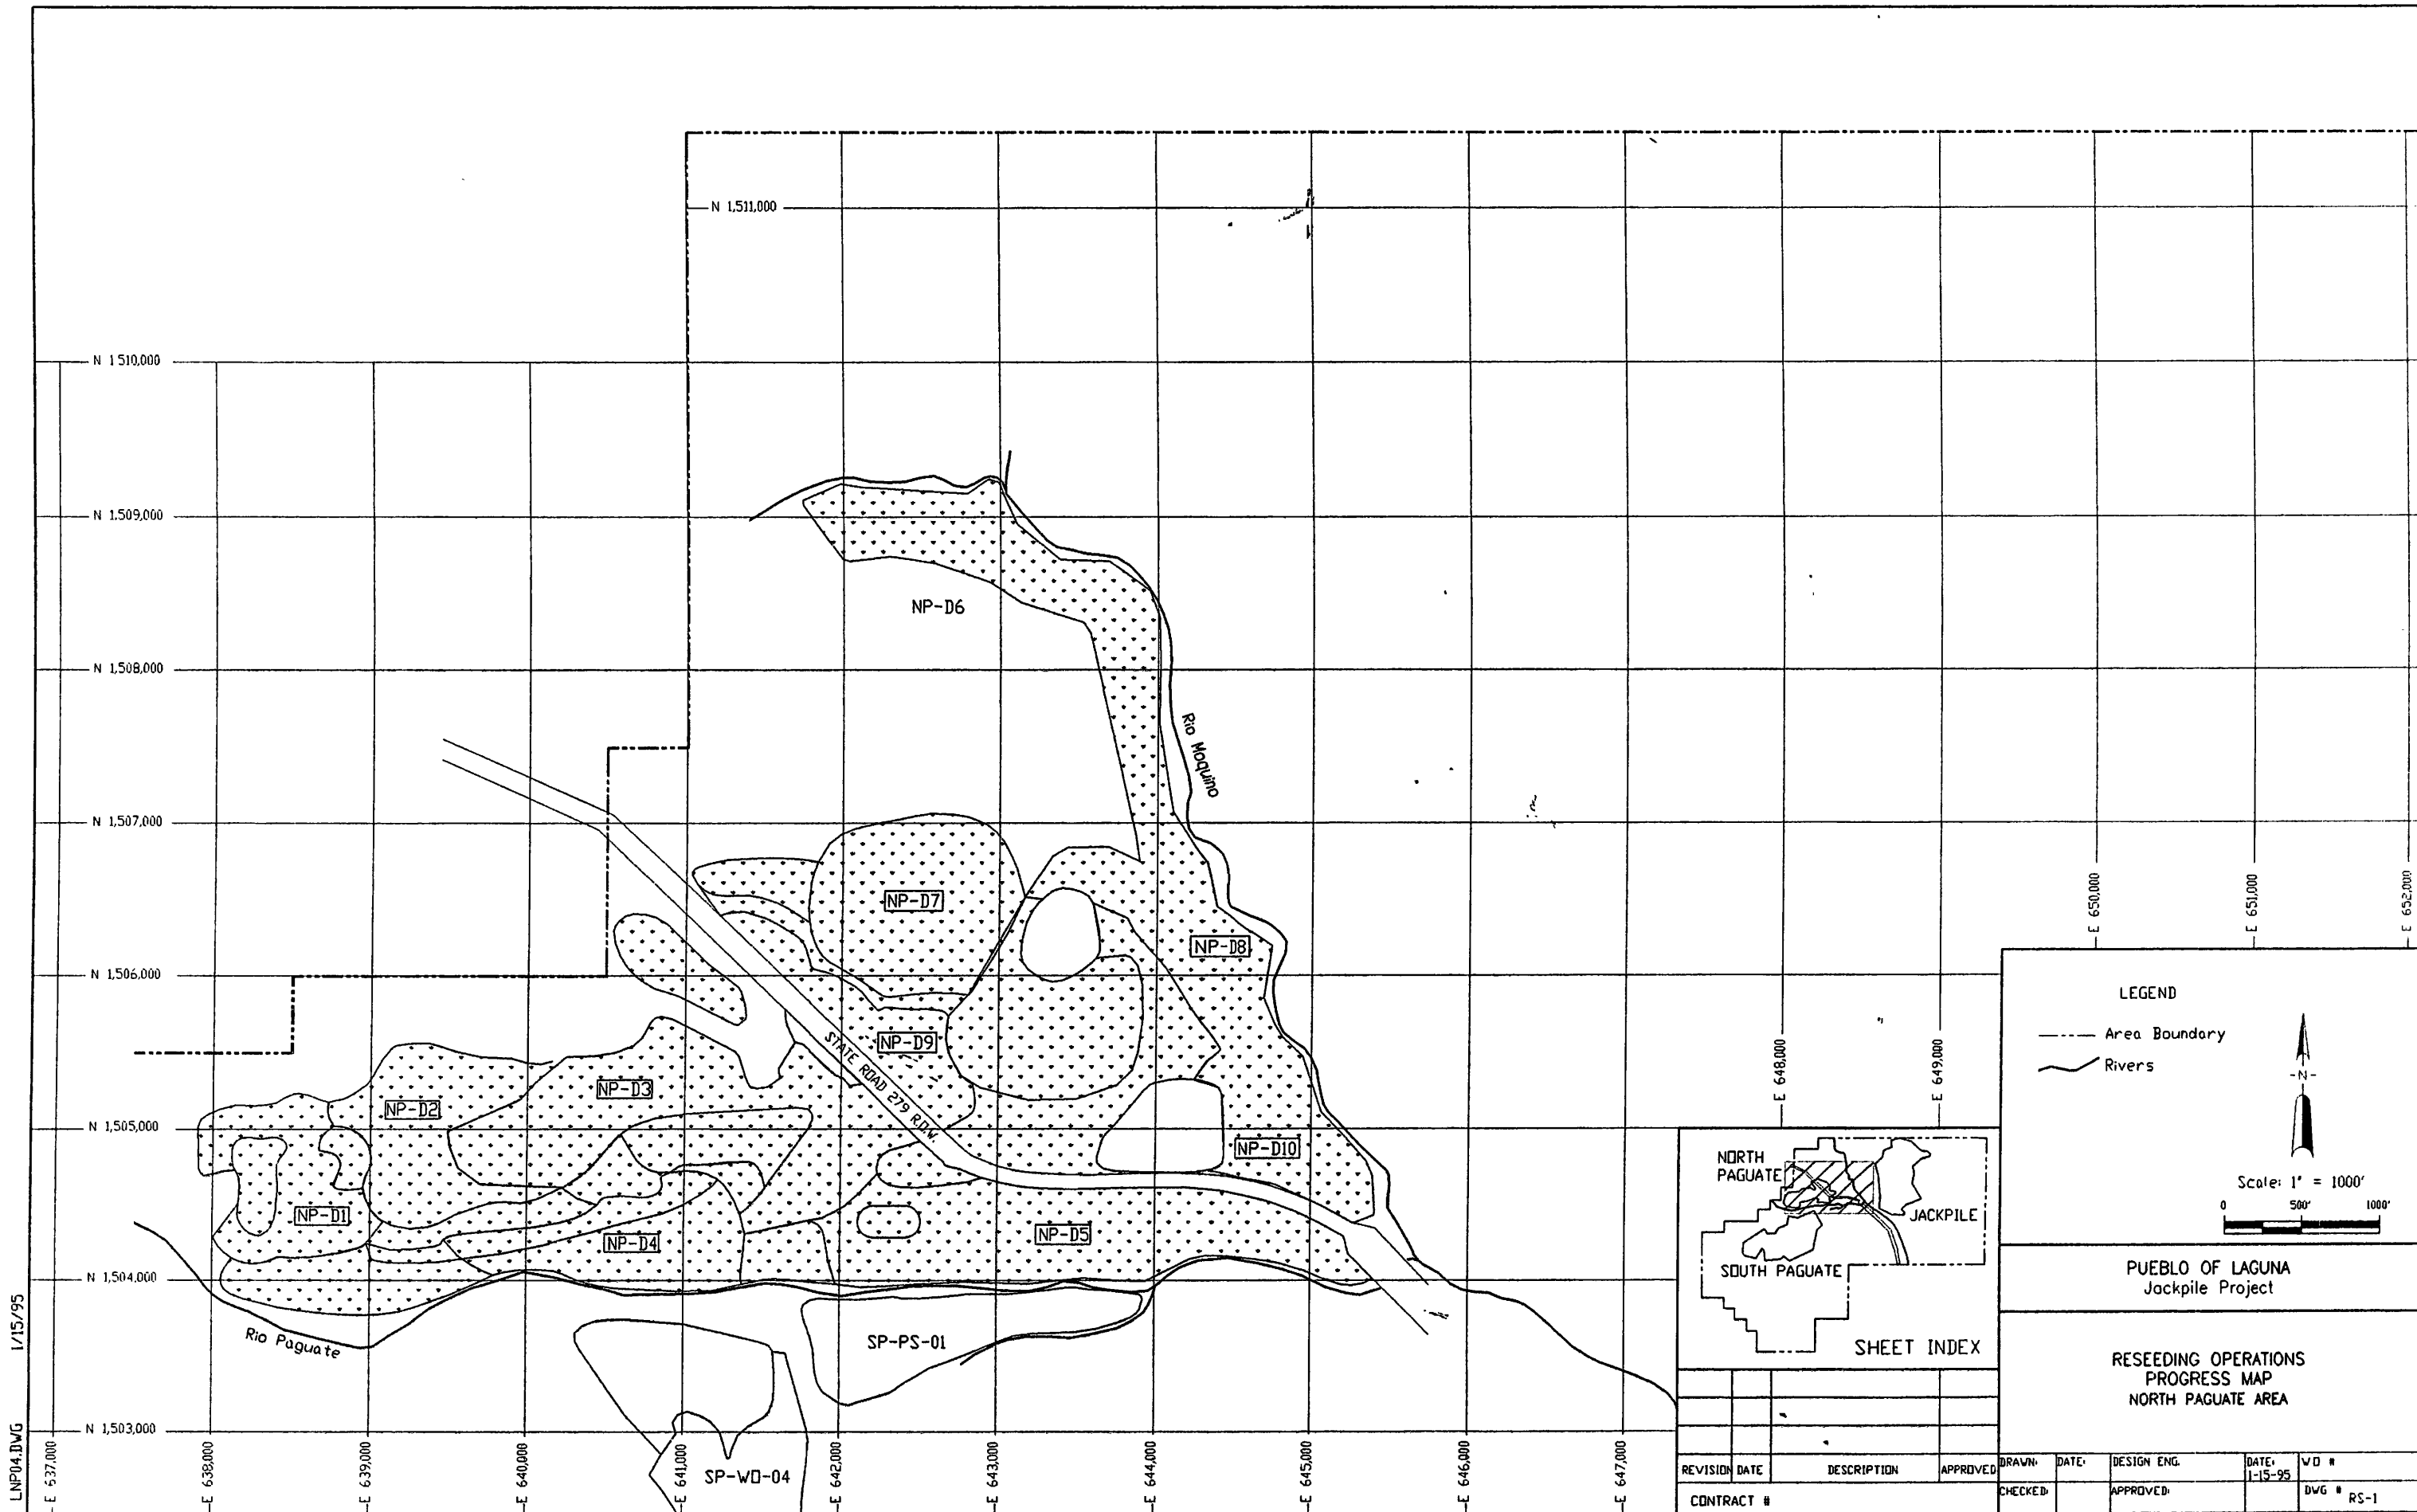 N 1,511,000
N 1 510,000
N 1,509,000
NP-D6
N 1,508,000
Rio Moquino
N 1,507,000
NP-D7
NP-D8
N 1,506,000
NP-D9
STATE ROAD 279 R.O.W.
NP-D3
NP-D2
N 1,505,000
NP-D10
NP-D1
NP-D4
NP-D5
N 1,504,000
Rio Paguate
SP-PS-01
N 1,503,000
SP-WD-04
E 637,000
E 638,000
E 639,000
E 640,000
E 641,000
E 642,000
E 643,000
E 644,000
E 645,000
E 646,000
E 647,000
E 648,000
E 649,000
E 650,000
E 651,000
E 652,000
LNP04.DWG 1/15/95
LEGEND
Area Boundary
Rivers
-N-
Scale: 1" = 1000'
0 500' 1000'
NORTH
PAGUATE
JACKPILE
SOUTH PAGUATE
SHEET INDEX
PUEBLO OF LAGUNA
Jackpile Project
RESEEDING OPERATIONS
PROGRESS MAP
NORTH PAGUATE AREA
REVISION DATE DESCRIPTION APPROVED
CONTRACT #
DRAWN: DATE: DESIGN ENG. DATE: 1-15-95 WO #
CHECKED: APPROVED: DWG # RS-1